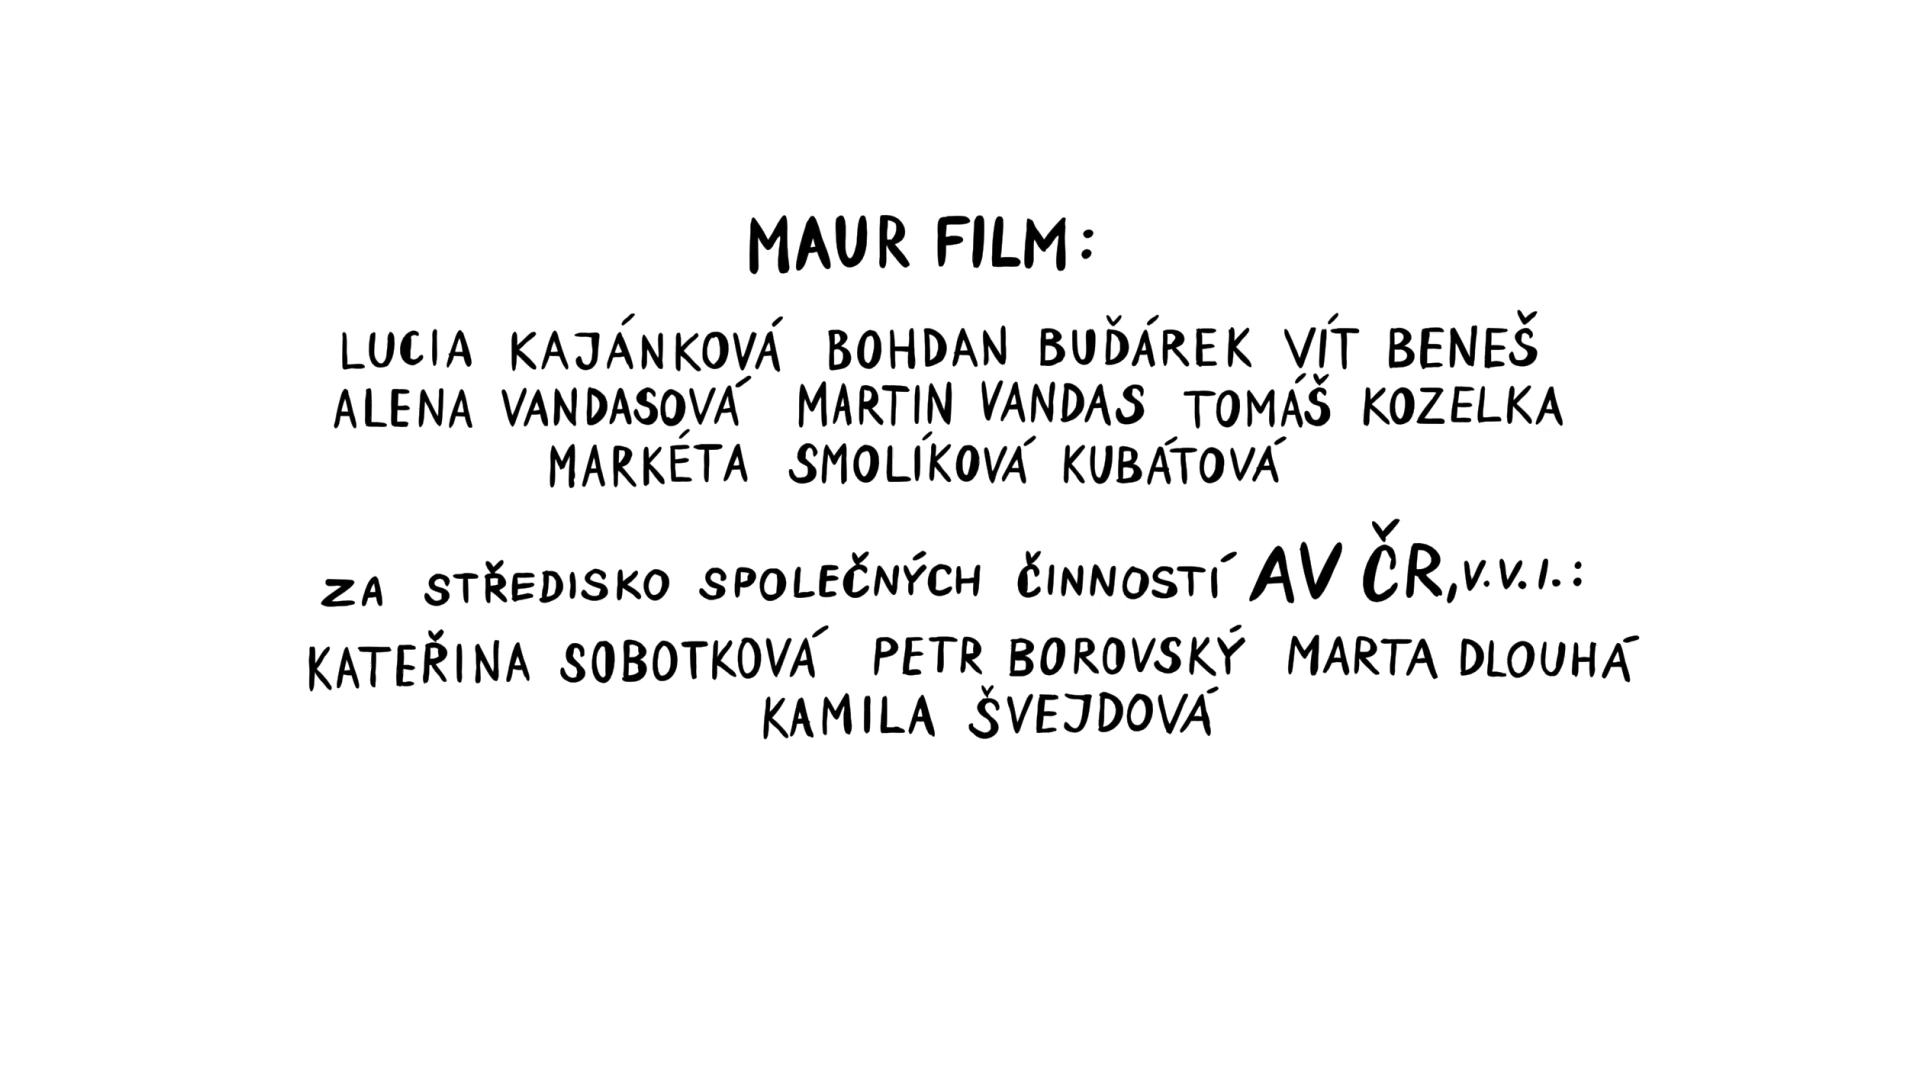 MAUR FILM:
LUCIA KAJÁNKOVÁ BOHDAN BUĎÁREK VÍT BENEŠ
ALENA VANDASOVÁ MARTIN VANDAS TOMÁŠ KOZELKA
MARKÉTA SMOLÍKOVÁ KUBÁTOVÁ
ZA STŘEDISKO SPOLEČNÝCH ČINNOSTÍ AV ČR, V.V.I.:
KATEŘINA SOBOTKOVÁ PETR BOROVSKÝ MARTA DLOUHÁ
KAMILA ŠVEJDOVÁ